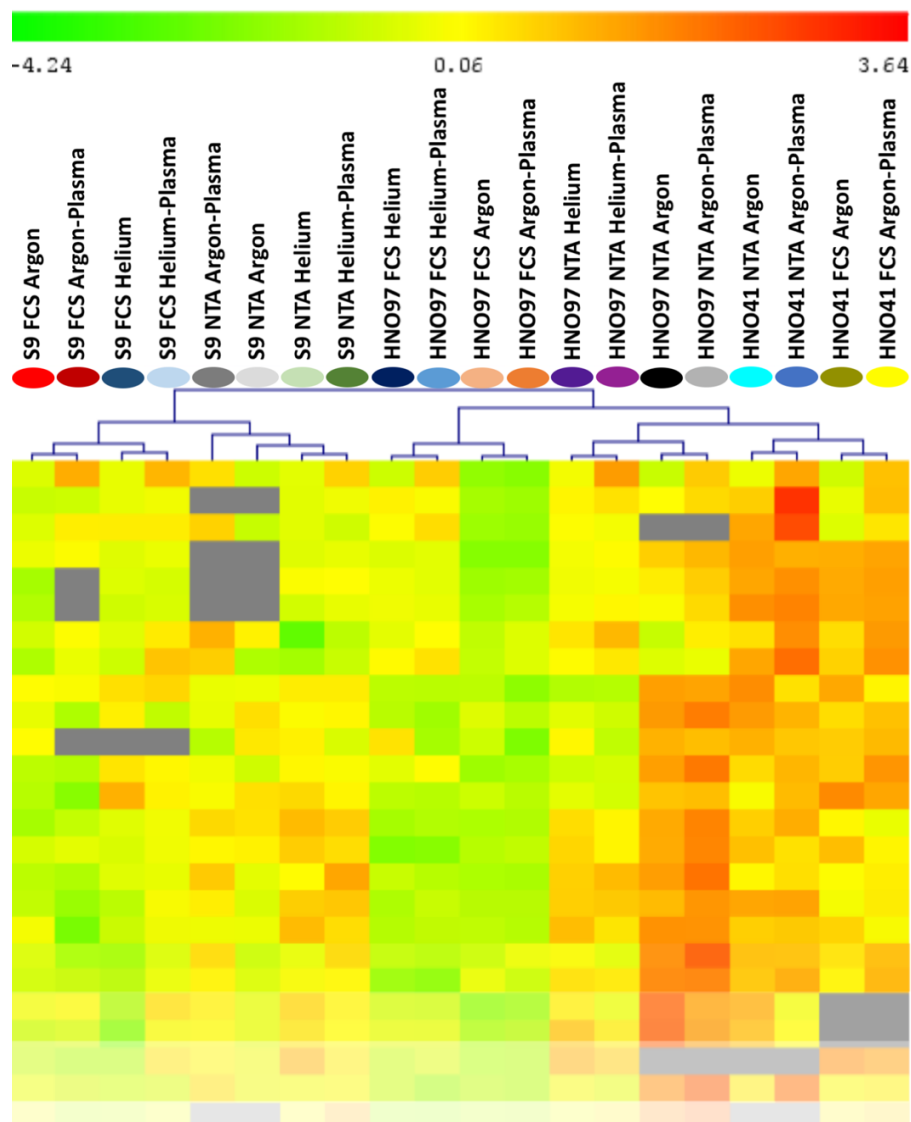 -4.24 0.06 3.64
S9 FCS Argon
S9 FCS Argon-Plasma
S9 FCS Helium
S9 FCS Helium-Plasma
S9 NTA Argon-Plasma
S9 NTA Argon
S9 NTA Helium
S9 NTA Helium-Plasma
HNO97 FCS Helium
HNO97 FCS Helium-Plasma
HNO97 FCS Argon
HNO97 FCS Argon-Plasma
HNO97 NTA Helium
HNO97 NTA Helium-Plasma
HNO97 NTA Argon
HNO97 NTA Argon-Plasma
HNO41 NTA Argon
HNO41 NTA Argon-Plasma
HNO41 FCS Argon
HNO41 FCS Argon-Plasma